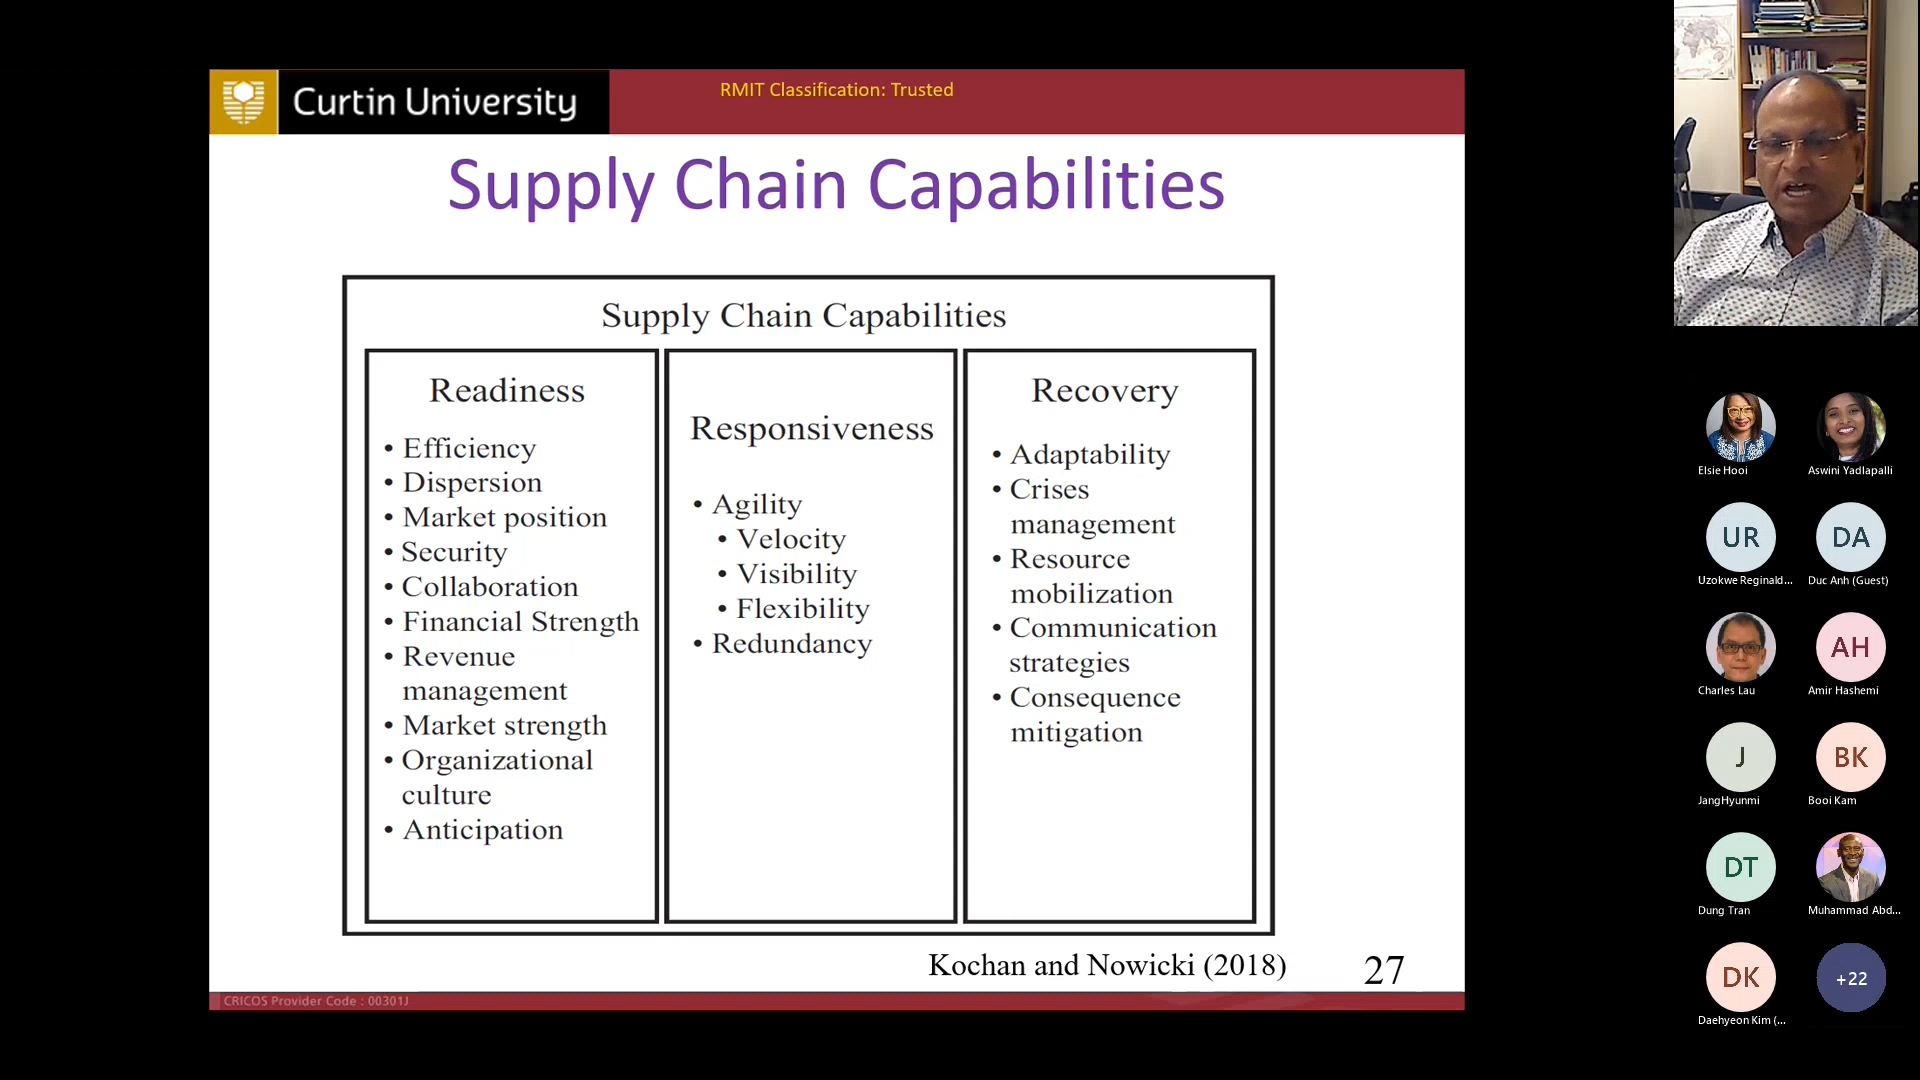 Curtin University
RMIT Classification: Trusted
Supply Chain Capabilities
Supply Chain Capabilities
Readiness
• Efficiency
• Dispersion
• Market position
• Security
• Collaboration
• Financial Strength
• Revenue
management
• Market strength
• Organizational
culture
• Anticipation
Responsiveness
• Agility
• Velocity
• Visibility
• Flexibility
• Redundancy
Recovery
• Adaptability
• Crises
management
• Resource
mobilization
• Communication
strategies
• Consequence
mitigation
Kochan and Nowicki (2018)
27
CRICOS Provider Code : 00301J
Elsie Hooi
Aswini Yadlapalli
UR
Uzokwe Reginald...
DA
Duc Anh (Guest)
Charles Lau
AH
Amir Hashemi
J
JangHyunmi
BK
Booi Kam
DT
Dung Tran
Muhammad Abd...
DK
Daehyeon Kim (...
+22